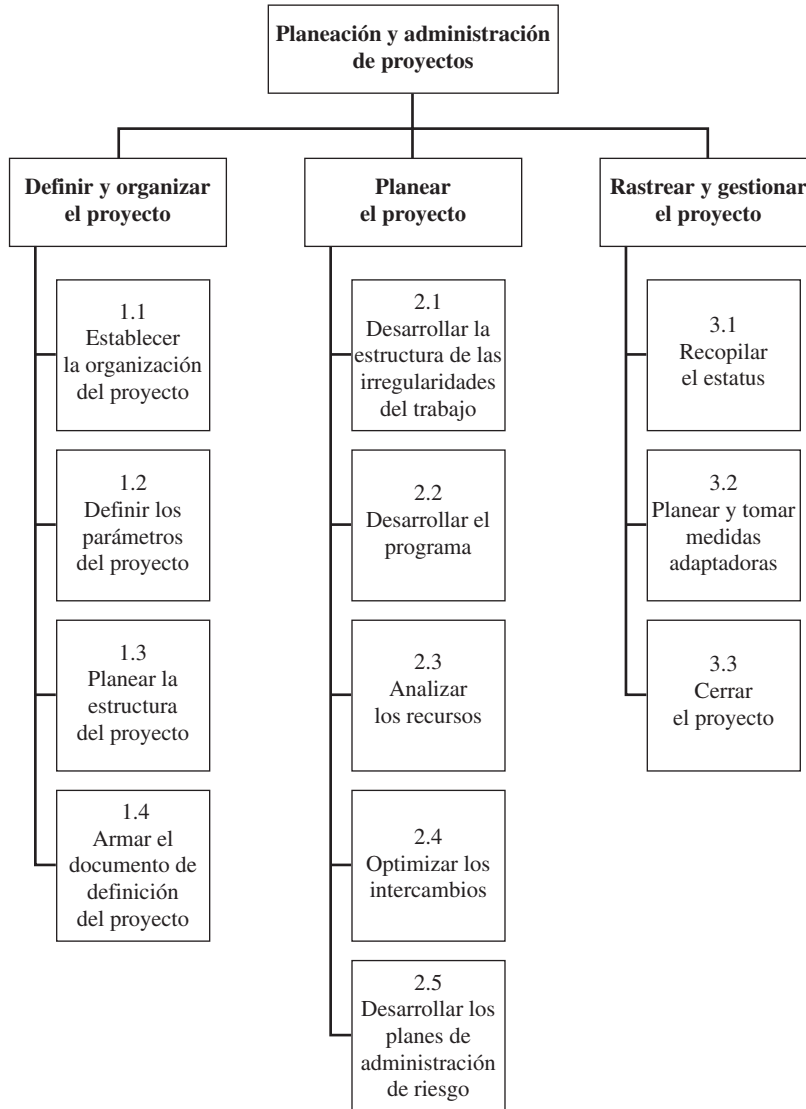 Planeación y administración
de proyectos
Definir y organizar
el proyecto
1.1
Establecer
la organización
del proyecto
1.2
Definir los
parámetros
del proyecto
1.3
Planear la
estructura
del proyecto
1.4
Armar el
documento de
definición
del proyecto
Planear
el proyecto
2.1
Desarrollar la
estructura de las
irregularidades
del trabajo
2.2
Desarrollar el
programa
2.3
Analizar
los recursos
2.4
Optimizar los
intercambios
2.5
Desarrollar los
planes de
administración
de riesgo
Rastrear y gestionar
el proyecto
3.1
Recopilar
el estatus
3.2
Planear y tomar
medidas
adaptadoras
3.3
Cerrar
el proyecto